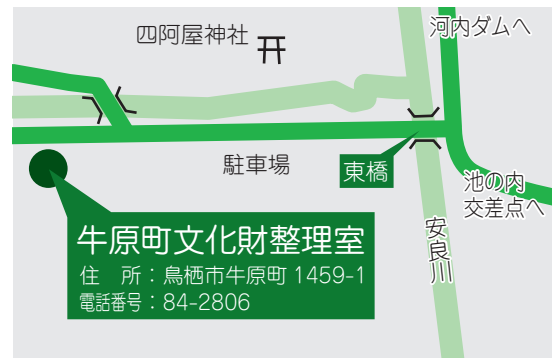 河内ダムへ
四阿屋神社
駐車場
東橋
池の内
交差点へ
安良川
牛原町文化財整理室
住　所：鳥栖市牛原町 1459-1
電話番号：84-2806